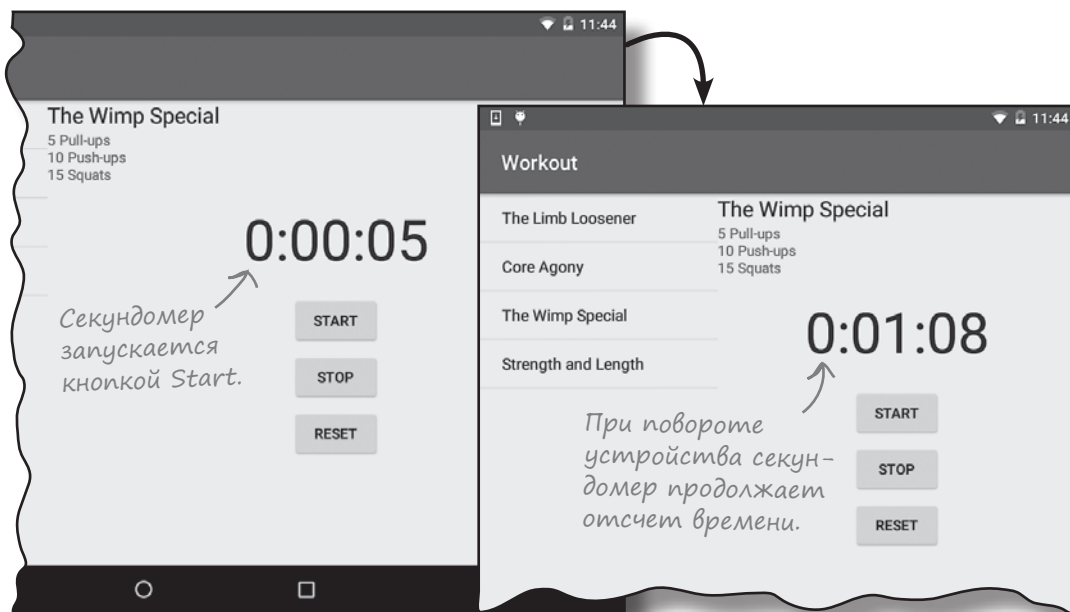 11:44
The Wimp Special
5 Pull-ups
10 Push-ups
15 Squats
0:00:05
Секундомер
запускается
кнопкой Start.
START
STOP
RESET
11:44
Workout
The Limb Loosener
Core Agony
The Wimp Special
Strength and Length
The Wimp Special
5 Pull-ups
10 Push-ups
15 Squats
0:01:08
При повороте
устройства секун-
домер продолжает
отсчет времени.
START
STOP
RESET